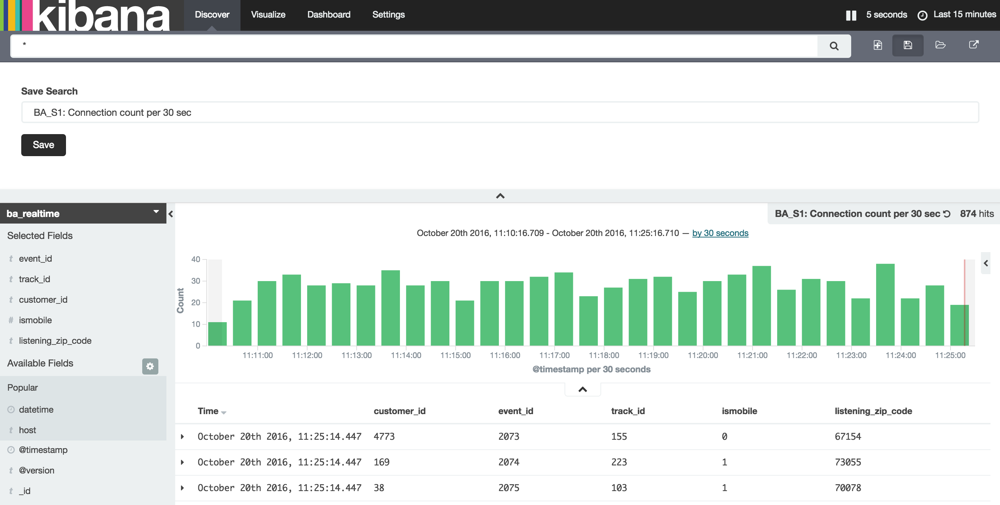 kibana Discover Visualize Dashboard Settings 5 seconds Last 15 minutes
*
Save Search
BA_S1: Connection count per 30 sec
Save
ba_realtime
Selected Fields
t event_id
t track_id
t customer_id
# ismobile
t listening_zip_code
Available Fields
Popular
datetime
t host
@timestamp
t @version
t _id
BA_S1: Connection count per 30 sec 874 hits
October 20th 2016, 11:10:16.709 - October 20th 2016, 11:25:16.710 — by 30 seconds
Count
40
30
20
10
0
11:11:00 11:12:00 11:13:00 11:14:00 11:15:00 11:16:00 11:17:00 11:18:00 11:19:00 11:20:00 11:21:00 11:22:00 11:23:00 11:24:00 11:25:00
@timestamp per 30 seconds
Time customer_id event_id track_id ismobile listening_zip_code
October 20th 2016, 11:25:14.447 4773 2073 155 0 67154
October 20th 2016, 11:25:14.447 169 2074 223 1 73055
October 20th 2016, 11:25:14.447 38 2075 103 1 70078